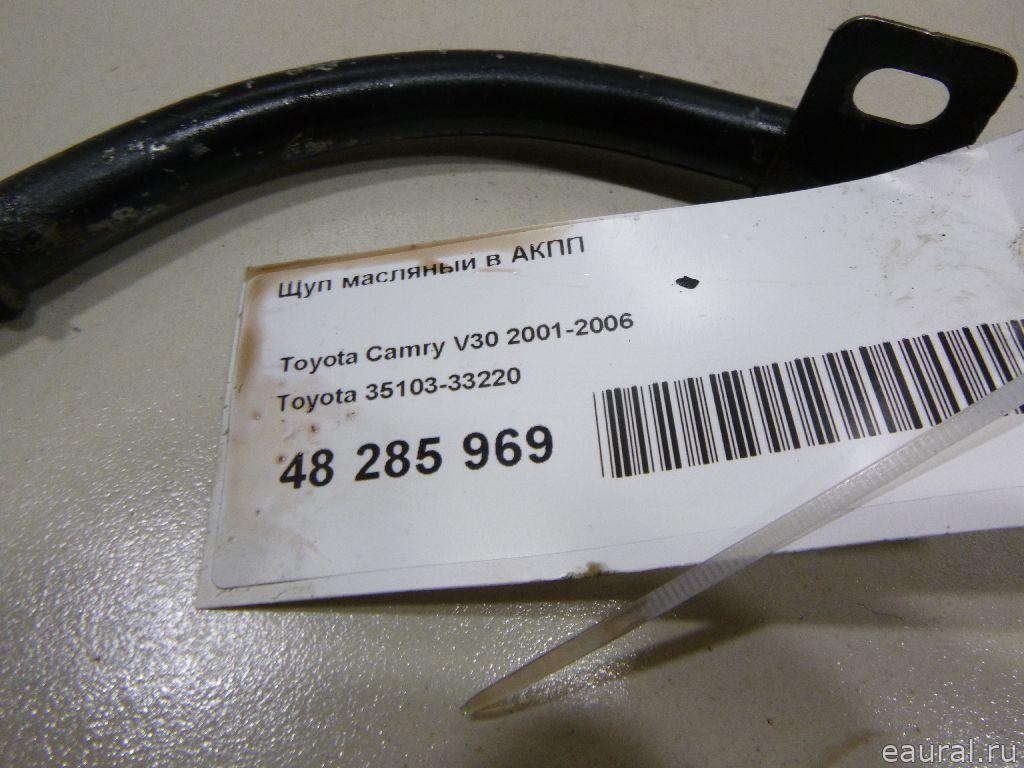 Щуп масляный в АКПП
Toyota Camry V30 2001-2006
Toyota 35103-33220
48 285 969
eaural.ru